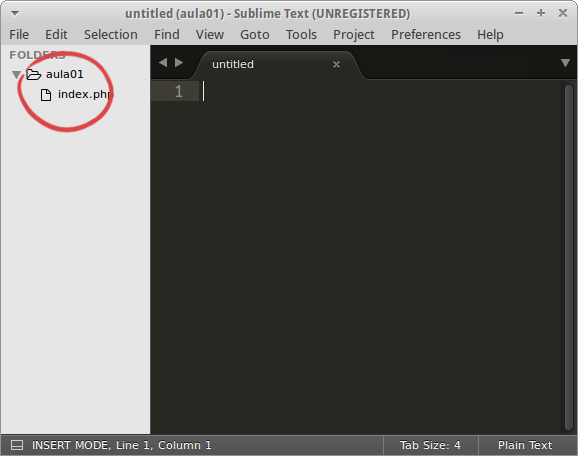 untitled (aula01) - Sublime Text (UNREGISTERED)
File Edit Selection Find View Goto Tools Project Preferences Help
FOLDERS
aula01
index.php
untitled
1
INSERT MODE, Line 1, Column 1 Tab Size: 4 Plain Text